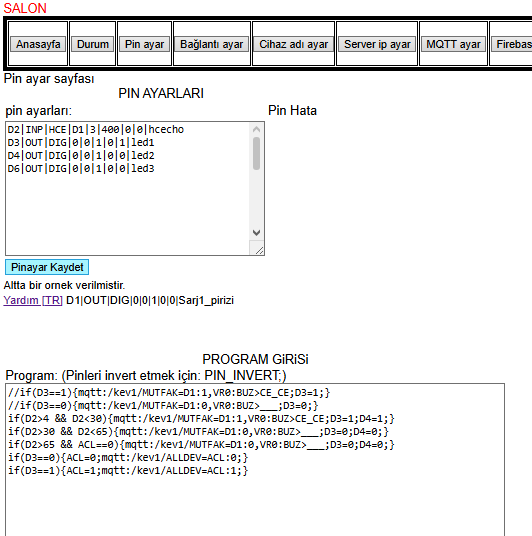 SALON
Anasayfa Durum Pin ayar Bağlantı ayar Cihaz adı ayar Server ip ayar MQTT ayar Firebas
Pin ayar sayfası
PIN AYARLARI
pin ayarları: Pin Hata
D2|INP|HCE|D1|3|400|0|0|hcecho
D3|OUT|DIG|0|0|1|0|1|led1
D4|OUT|DIG|0|0|1|0|0|led2
D6|OUT|DIG|0|0|1|0|0|led3
Pinayar Kaydet
Altta bir ornek verilmistir.
Yardım [TR] D1|OUT|DIG|0|0|1|0|0|Sarj1_pirizi
PROGRAM GiRiSi
Program: (Pinleri invert etmek için: PIN_INVERT;)
//if(D3==1){mqtt:/kev1/MUTFAK=D1:1,VR0:BUZ>CE_CE;D3=1;}
//if(D3==0){mqtt:/kev1/MUTFAK=D1:0,VR0:BUZ>___;D3=0;}
if(D2>4 && D2<30){mqtt:/kev1/MUTFAK=D1:1,VR0:BUZ>CE_CE;D3=1;D4=1;}
if(D2>30 && D2<65){mqtt:/kev1/MUTFAK=D1:0,VR0:BUZ>___;D3=0;D4=0;}
if(D2>65 && ACL==0){mqtt:/kev1/MUTFAK=D1:0,VR0:BUZ>___;D3=0;D4=0;}
if(D3==0){ACL=0;mqtt:/kev1/ALLDEV=ACL:0;}
if(D3==1){ACL=1;mqtt:/kev1/ALLDEV=ACL:1;}